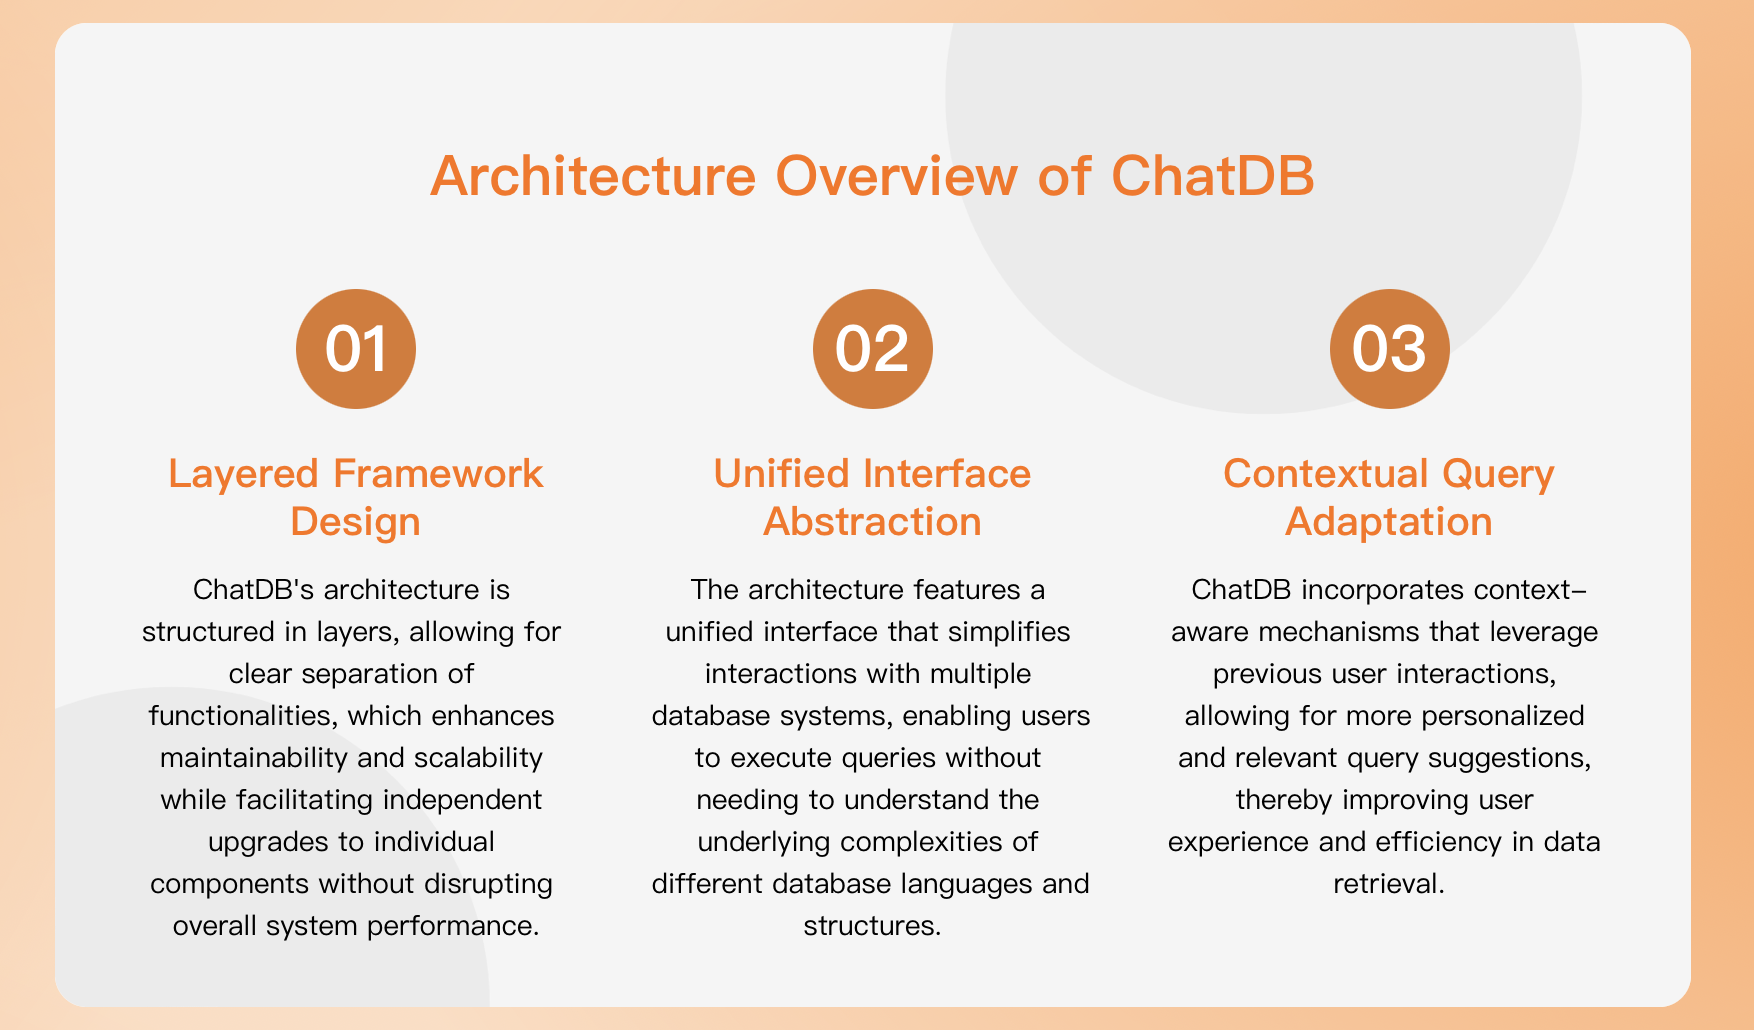 Architecture Overview of ChatDB
01
Layered Framework
Design
ChatDB's architecture is
structured in layers, allowing for
clear separation of
functionalities, which enhances
maintainability and scalability
while facilitating independent
upgrades to individual
components without disrupting
overall system performance.
02
Unified Interface
Abstraction
The architecture features a
unified interface that simplifies
interactions with multiple
database systems, enabling users
to execute queries without
needing to understand the
underlying complexities of
different database languages and
structures.
03
Contextual Query
Adaptation
ChatDB incorporates context-
aware mechanisms that leverage
previous user interactions,
allowing for more personalized
and relevant query suggestions,
thereby improving user
experience and efficiency in data
retrieval.